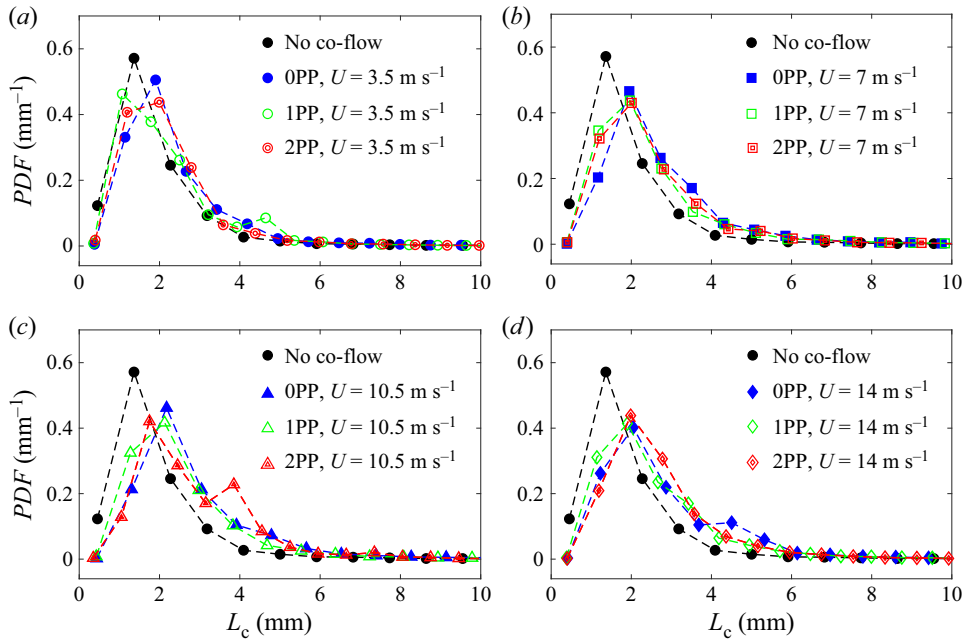 (a)
PDF (mm⁻¹)
0.6
0.4
0.2
0
No co-flow
0PP, U = 3.5 m s⁻¹
1PP, U = 3.5 m s⁻¹
2PP, U = 3.5 m s⁻¹
0 2 4 6 8 10
(b)
0.6
0.4
0.2
0
No co-flow
0PP, U = 7 m s⁻¹
1PP, U = 7 m s⁻¹
2PP, U = 7 m s⁻¹
0 2 4 6 8 10
(c)
PDF (mm⁻¹)
0.6
0.4
0.2
0
No co-flow
0PP, U = 10.5 m s⁻¹
1PP, U = 10.5 m s⁻¹
2PP, U = 10.5 m s⁻¹
0 2 4 6 8 10
L_c (mm)
(d)
0.6
0.4
0.2
0
No co-flow
0PP, U = 14 m s⁻¹
1PP, U = 14 m s⁻¹
2PP, U = 14 m s⁻¹
0 2 4 6 8 10
L_c (mm)